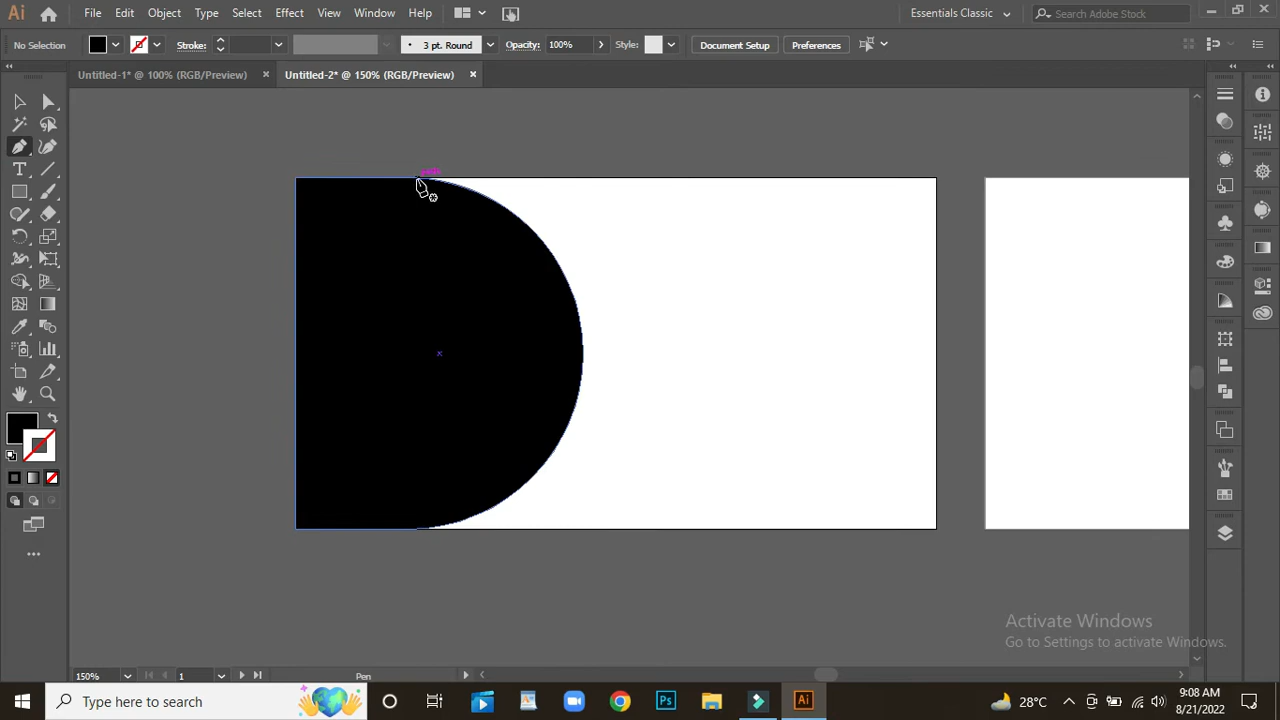 Ai File Edit Object Type Select Effect View Window Help Essentials Classic Search Adobe Stock
No Selection Stroke: 3 pt. Round Opacity: 100% Style: Document Setup Preferences
Untitled-1* @ 100% (RGB/Preview) × Untitled-2* @ 150% (RGB/Preview) ×
Activate Windows
Go to Settings to activate Windows.
150% 1 Pen
Type here to search Ps Ai 28°C 9:08 AM
8/21/2022